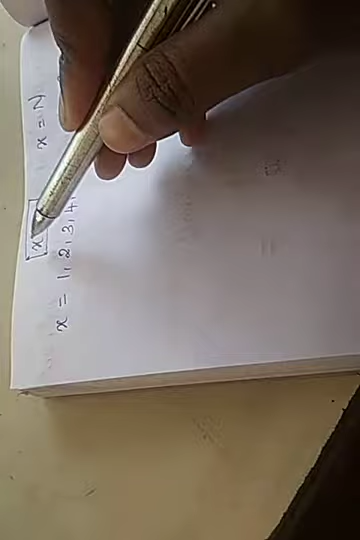 x x = N
x = 1, 2, 3, 4,